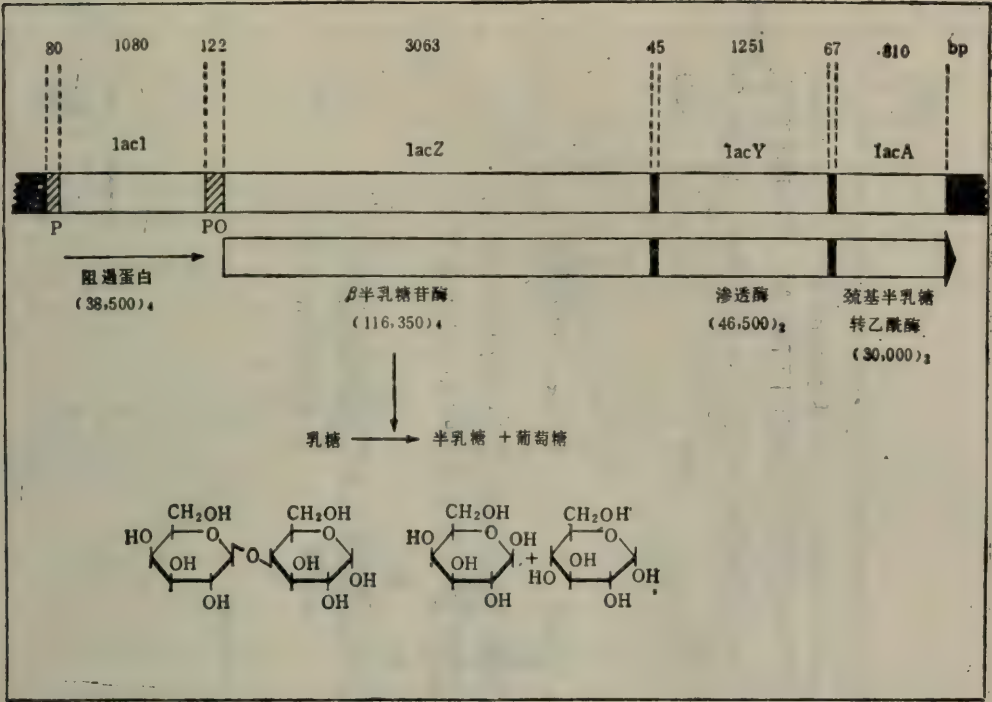 80 1080 122 3063 45 1251 67 810 bp
lacI lacZ lacY lacA
P PO
阻遏蛋白
(38,500)₄
β半乳糖苷酶
(116,350)₄
渗透酶
(46,500)₂
巯基半乳糖
转乙酰酶
(30,000)₂
乳糖 → 半乳糖 +葡萄糖
CH₂OH CH₂OH CH₂OH CH₂OH
HO O O HO O OH O
OH O OH OH + OH
OH HO OH
OH OH OH OH